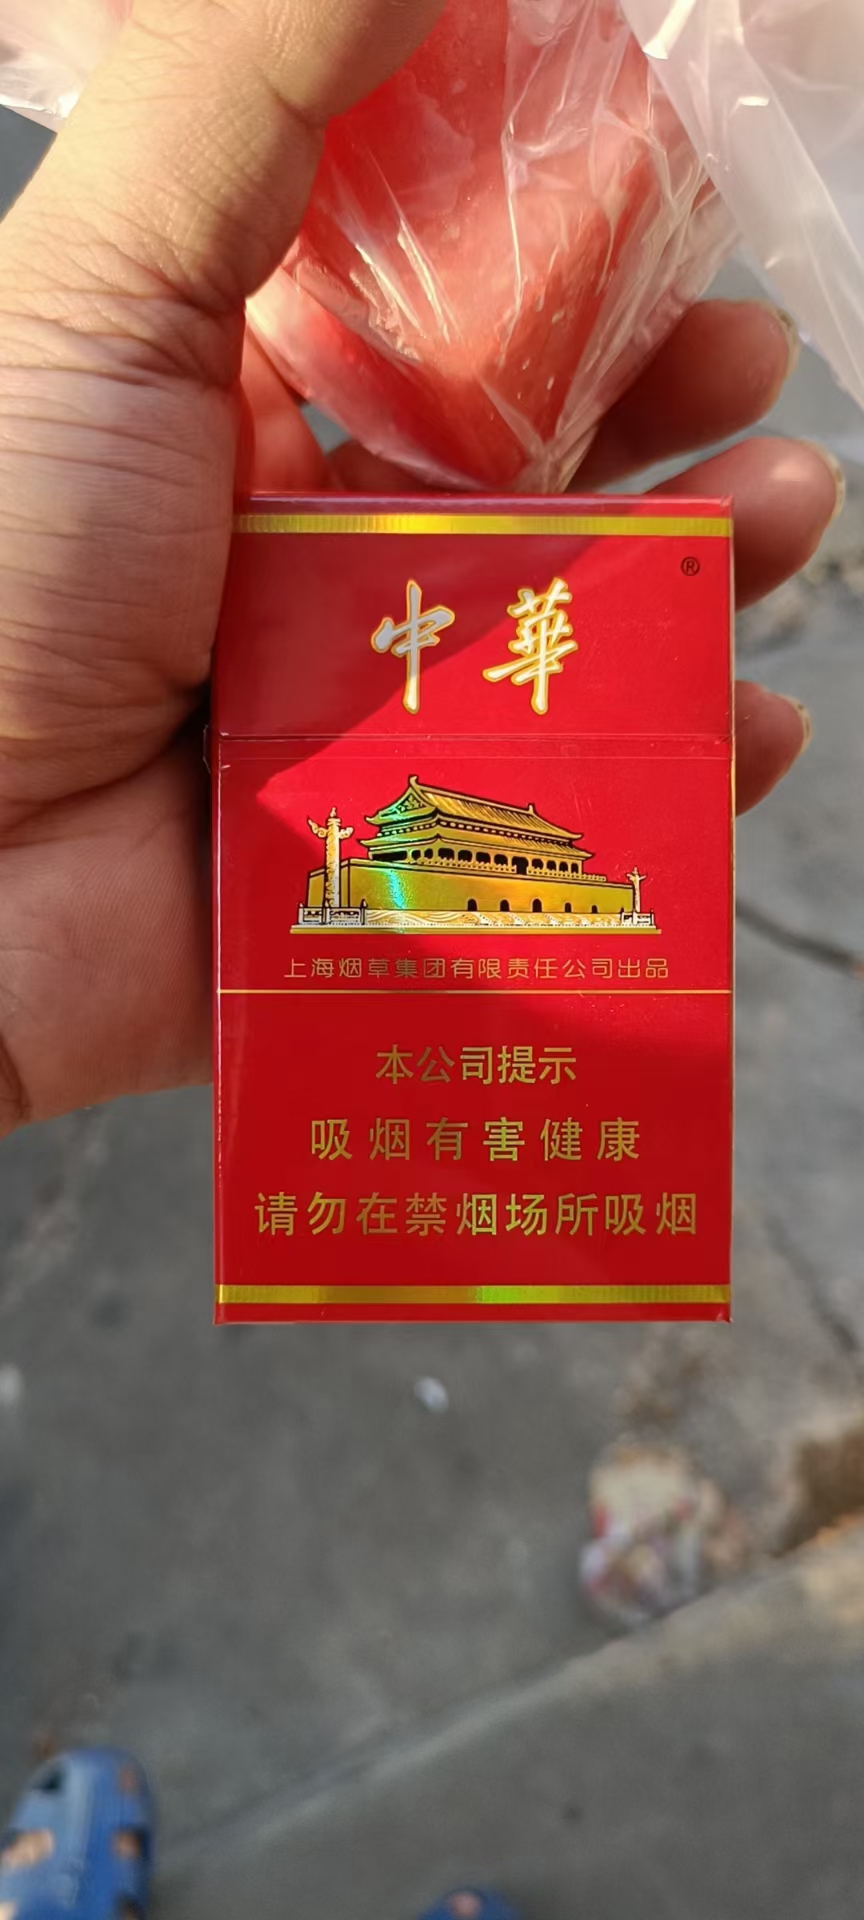 ®
中華
上海烟草集团有限责任公司出品
本公司提示
吸烟有害健康
请勿在禁烟场所吸烟